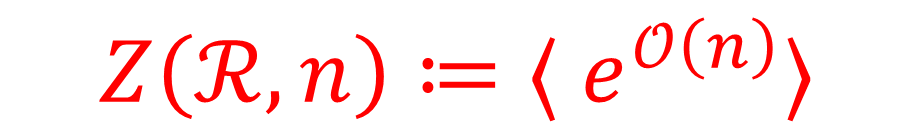 Z(ℛ, n) ≔ ⟨ e^{𝒪(n)} ⟩